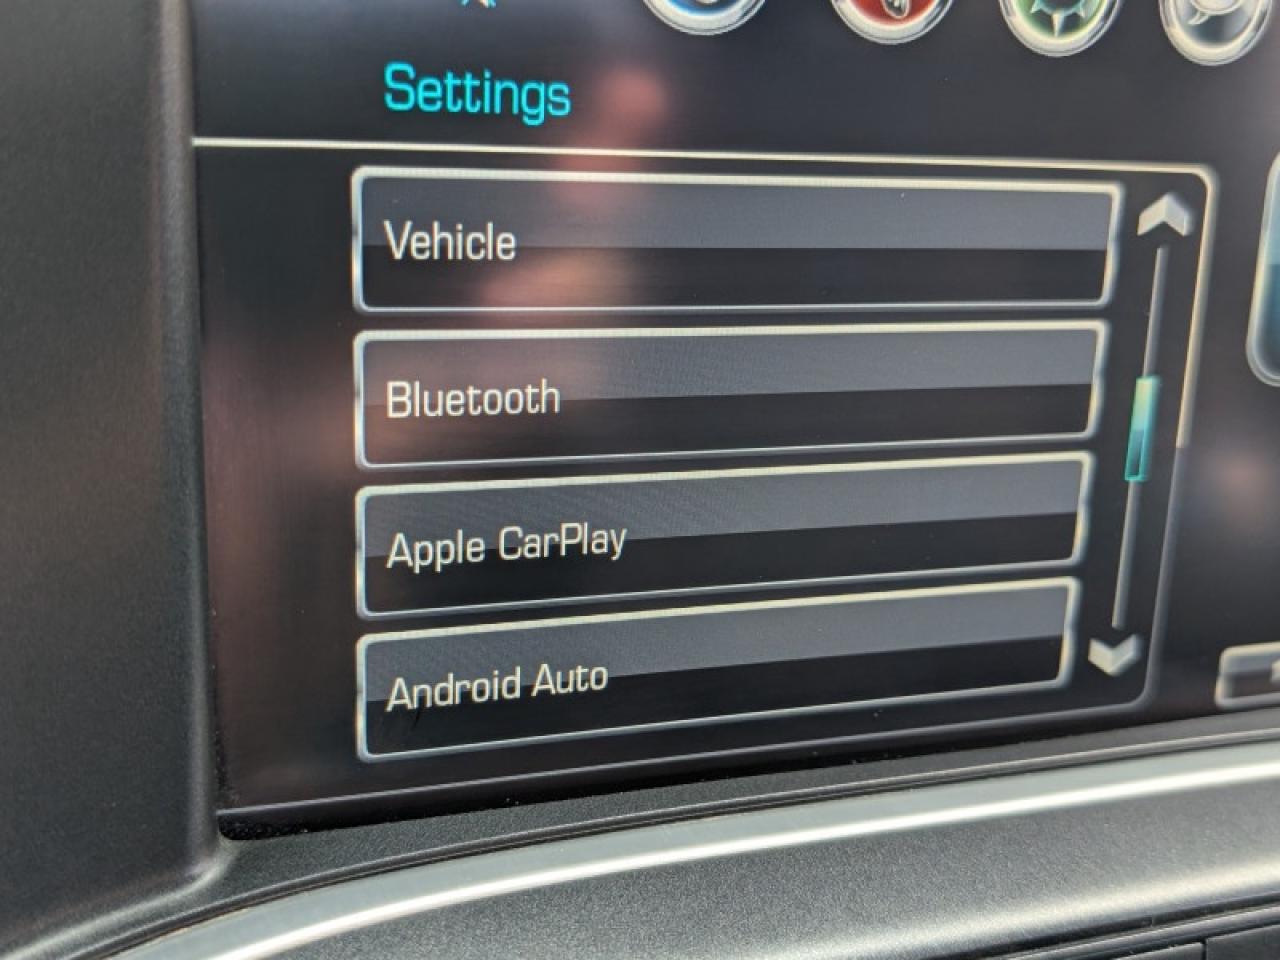 Settings
Vehicle
Bluetooth
Apple CarPlay
Android Auto